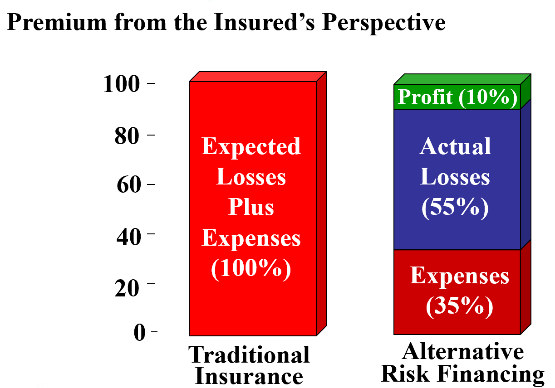 Premium from the Insured's Perspective
100
80
60
40
20
0
Expected
Losses
Plus
Expenses
(100%)
Profit (10%)
Actual
Losses
(55%)
Expenses
(35%)
Traditional
Insurance
Alternative
Risk Financing